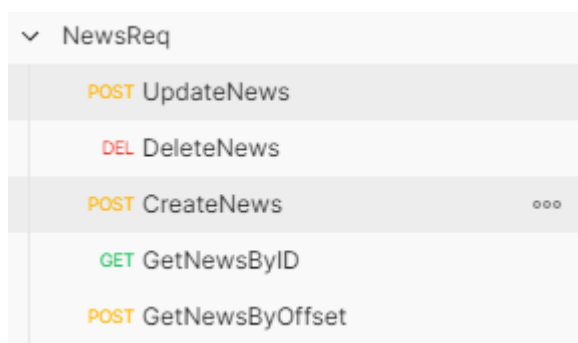 NewsReq
POST UpdateNews
DEL DeleteNews
POST CreateNews
GET GetNewsByID
POST GetNewsByOffset